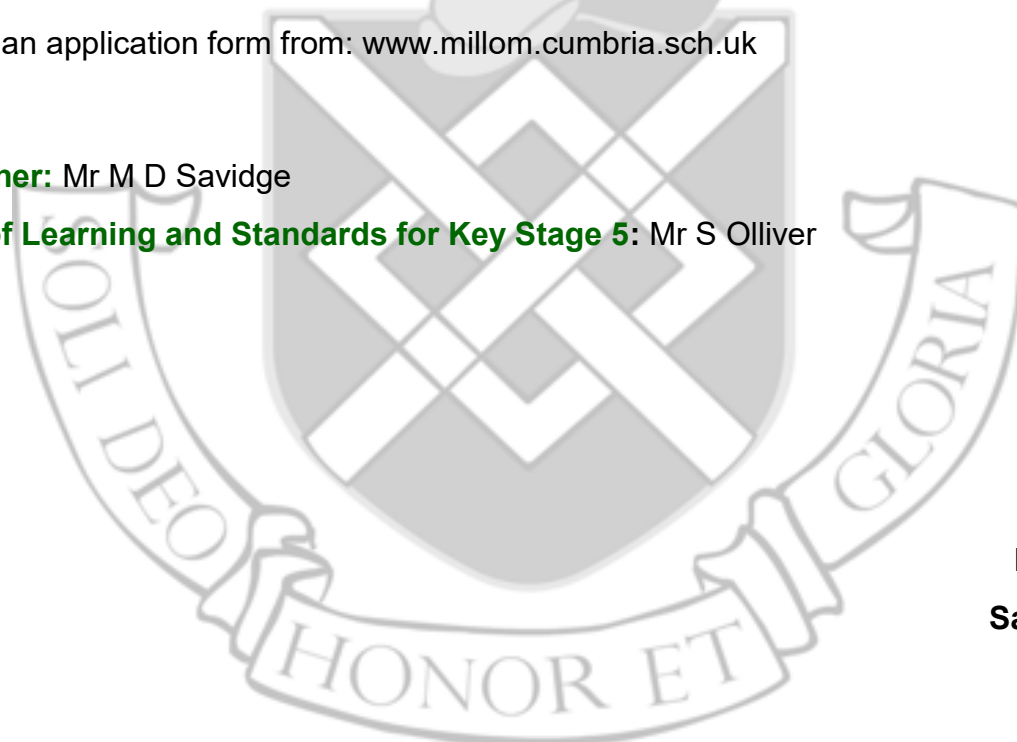 an application form from: www.millom.cumbria.sch.uk
ner: Mr M D Savidge
of Learning and Standards for Key Stage 5: Mr S Olliver
SOLI DEO
HONOR ET
GLORIA
Sa